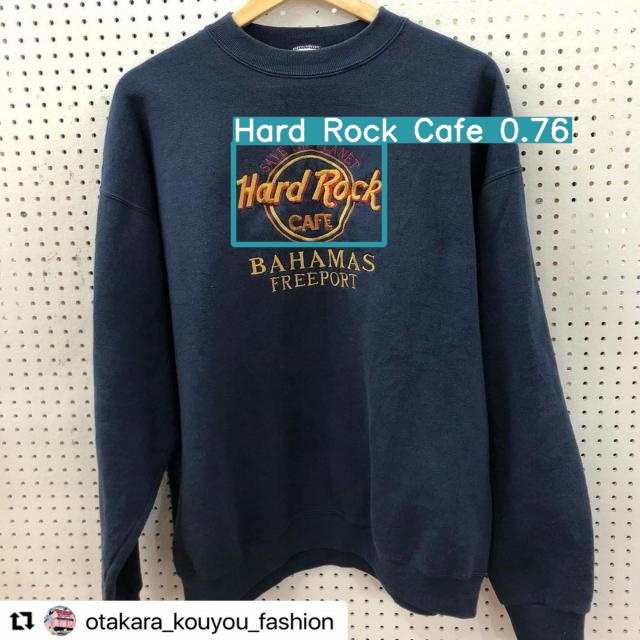 Hard Rock Cafe 0.76
SAVE THE PLANET
Hard Rock
CAFE
BAHAMAS
FREEPORT
otakara_kouyou_fashion